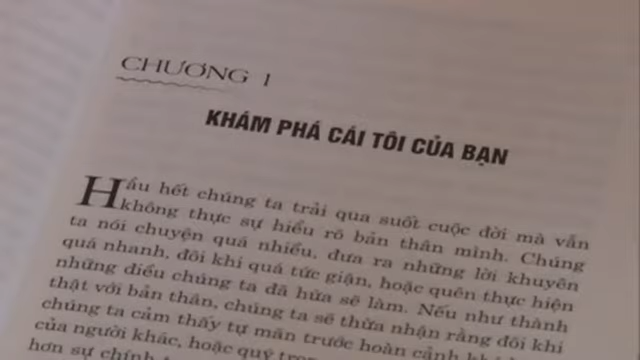 CHƯƠNG 1
KHÁM PHÁ CÁI TÔI CỦA BẠN
Hầu hết chúng ta trải qua suốt cuộc đời mà vẫn
không thực sự hiểu rõ bản thân mình. Chúng
ta nói chuyện quá nhiều, đưa ra những lời khuyên
quá nhanh, đôi khi quá tức giận, hoặc quên thực hiện
những điều chúng ta đã hứa sẽ làm. Nếu như thành
thật với bản thân, chúng ta sẽ thừa nhận rằng đôi khi
chúng ta cảm thấy tự mãn trước hoàn cảnh
của người khác, hoặc quý
hơn sự chính